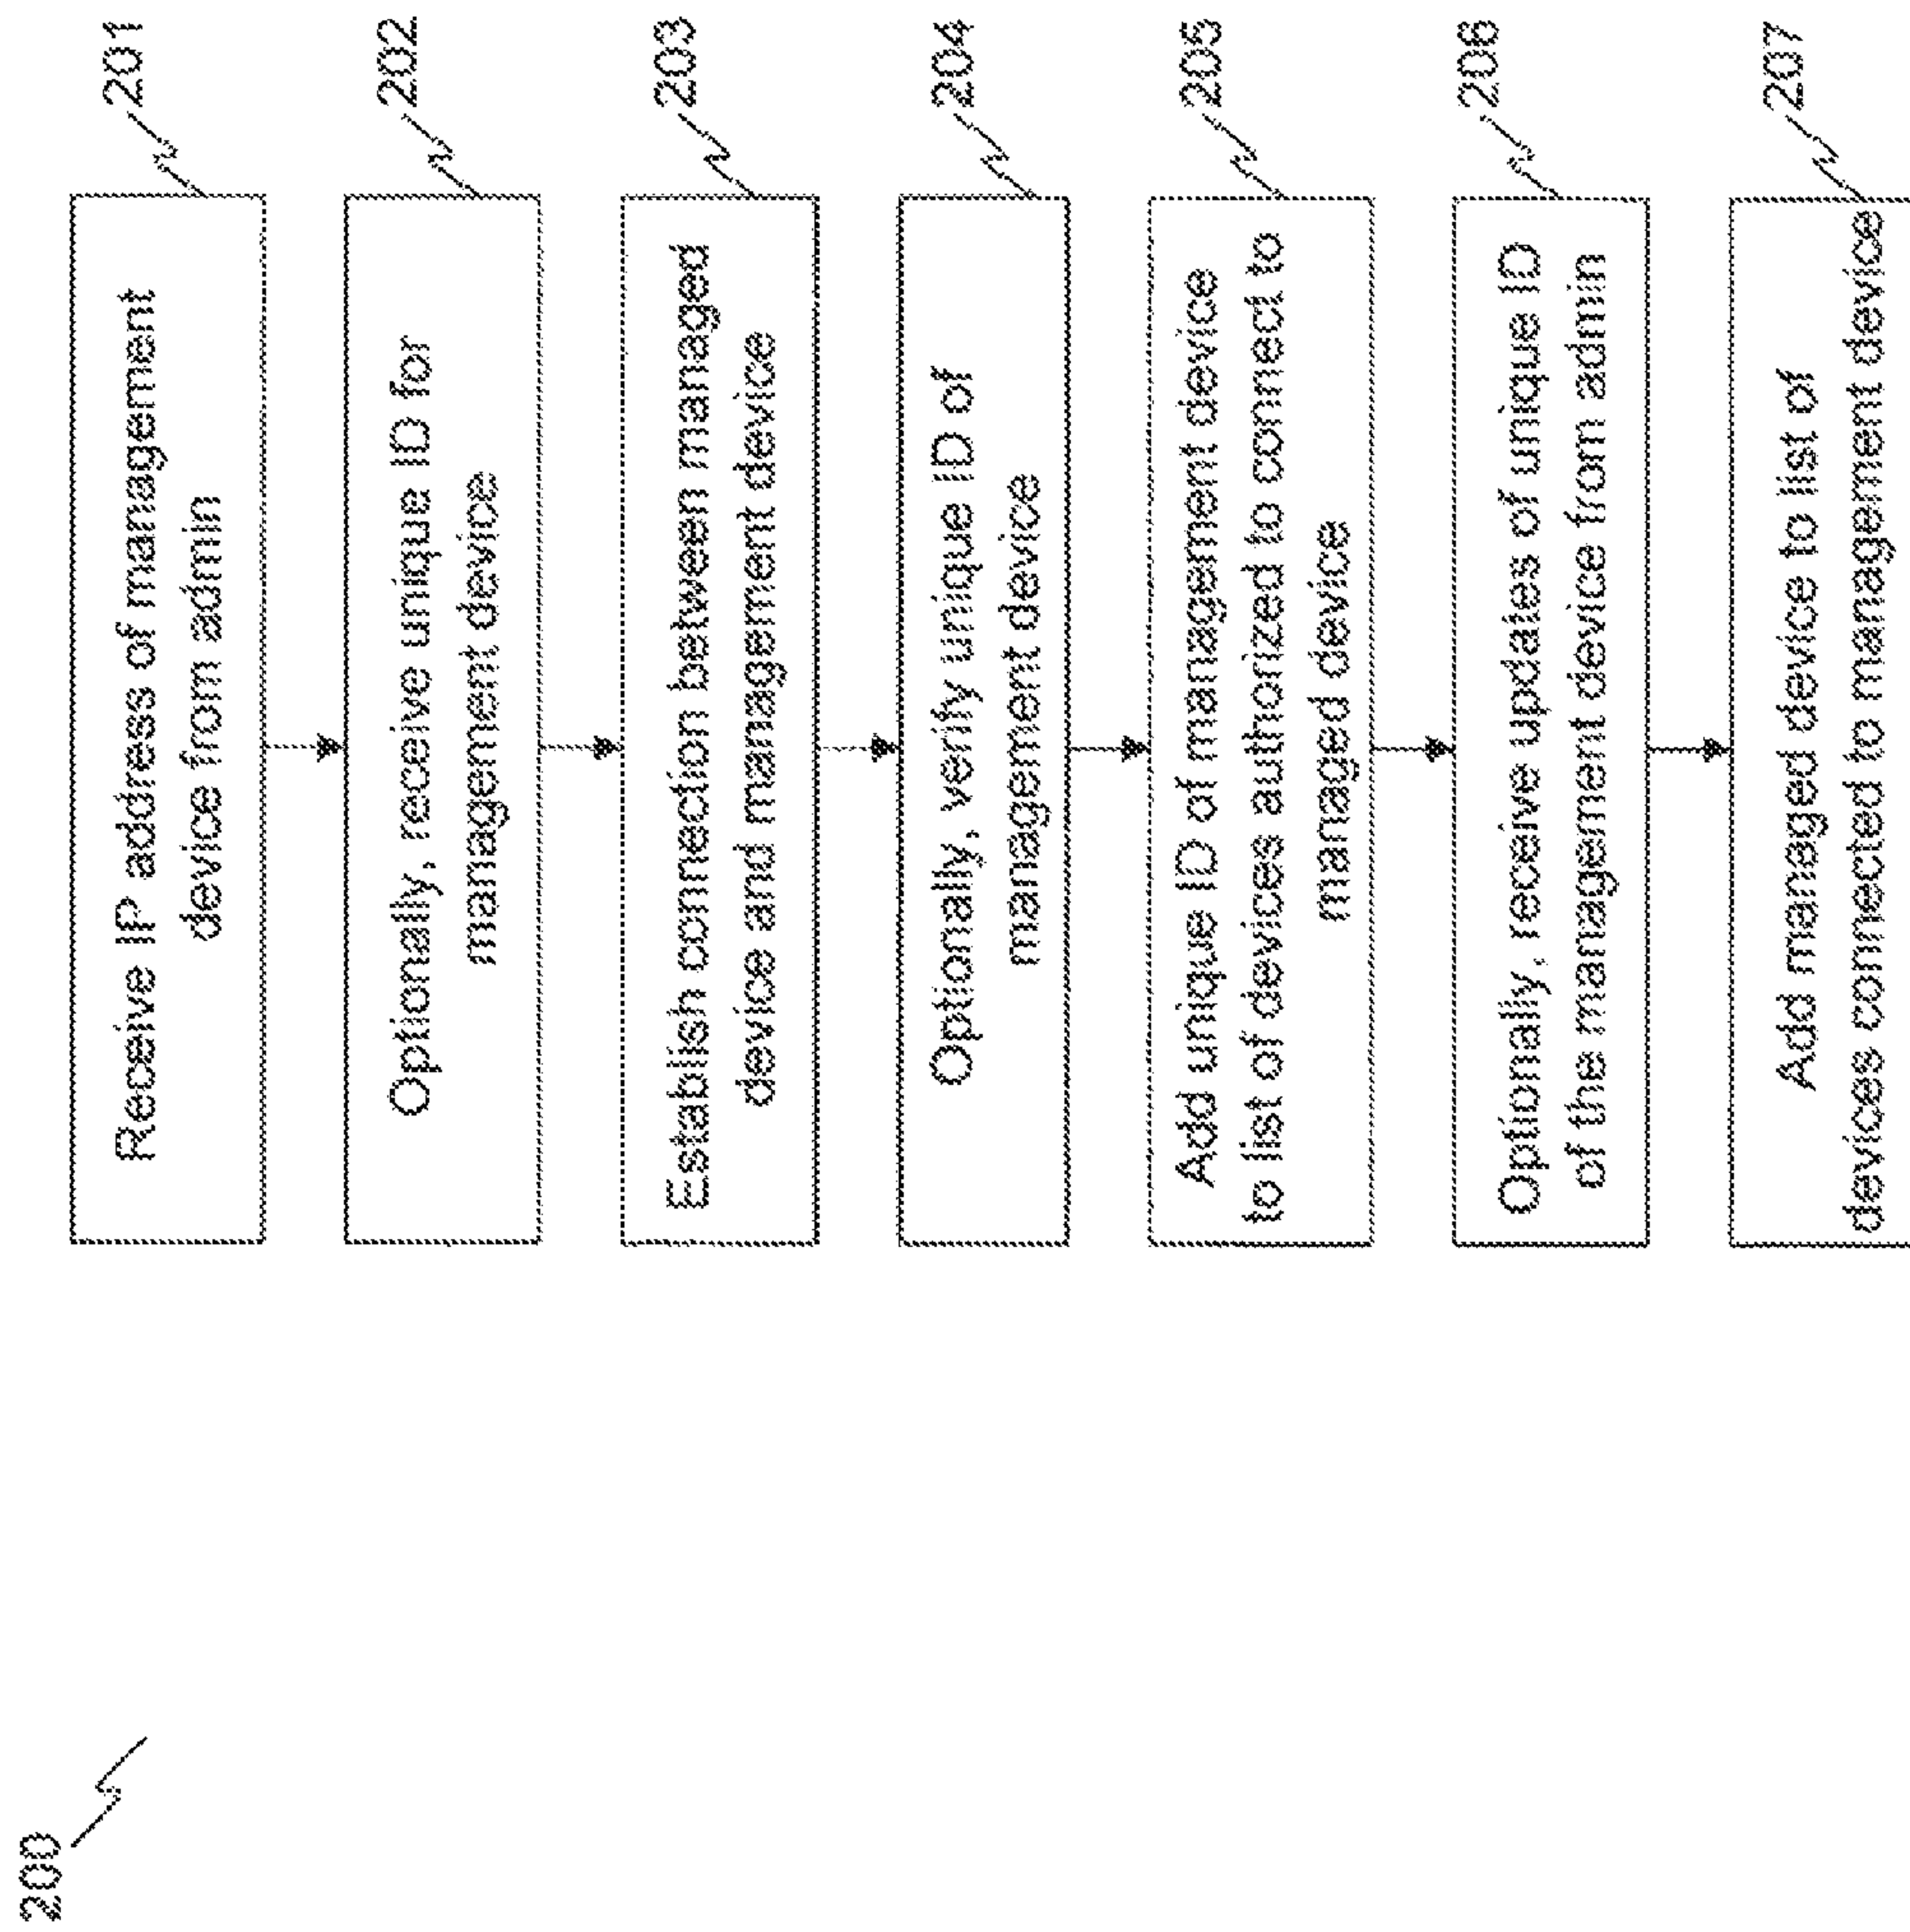 200
Receive IP address of management
device from admin
201
Optionally, receive unique ID for
management device
202
Establish connection between managed
device and management device
203
Optionally, verify unique ID of
management device
204
Add unique ID of management device
to list of devices authorized to connect to
managed device
205
Optionally, receive updates of unique ID
of the management device from admin
206
Add managed device to list of
devices connected to management device
207